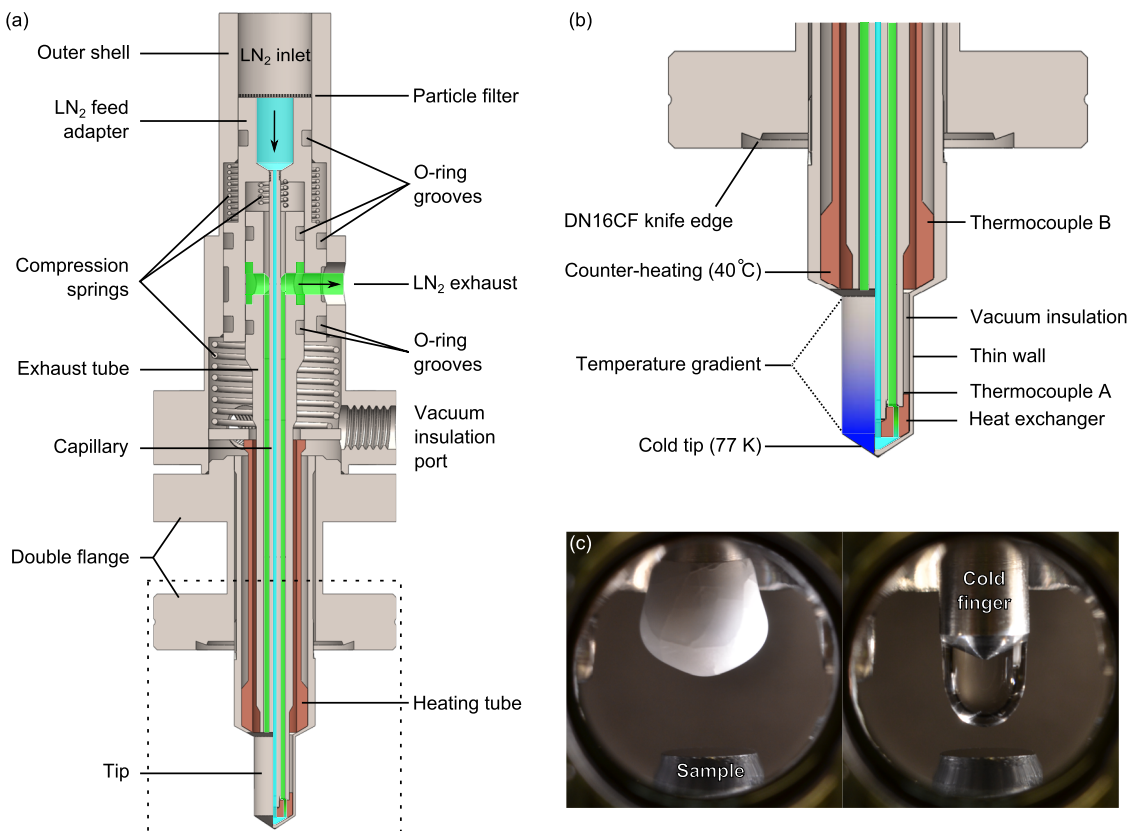 (a)
Outer shell
LN2 inlet
LN2 feed
adapter
Particle filter
O-ring
grooves
Compression
springs
LN2 exhaust
O-ring
grooves
Exhaust tube
Vacuum
insulation
port
Capillary
Double flange
Heating tube
Tip
(b)
DN16CF knife edge
Thermocouple B
Counter-heating (40°C)
Vacuum insulation
Temperature gradient
Thin wall
Thermocouple A
Heat exchanger
Cold tip (77 K)
(c)
Sample
Cold
finger